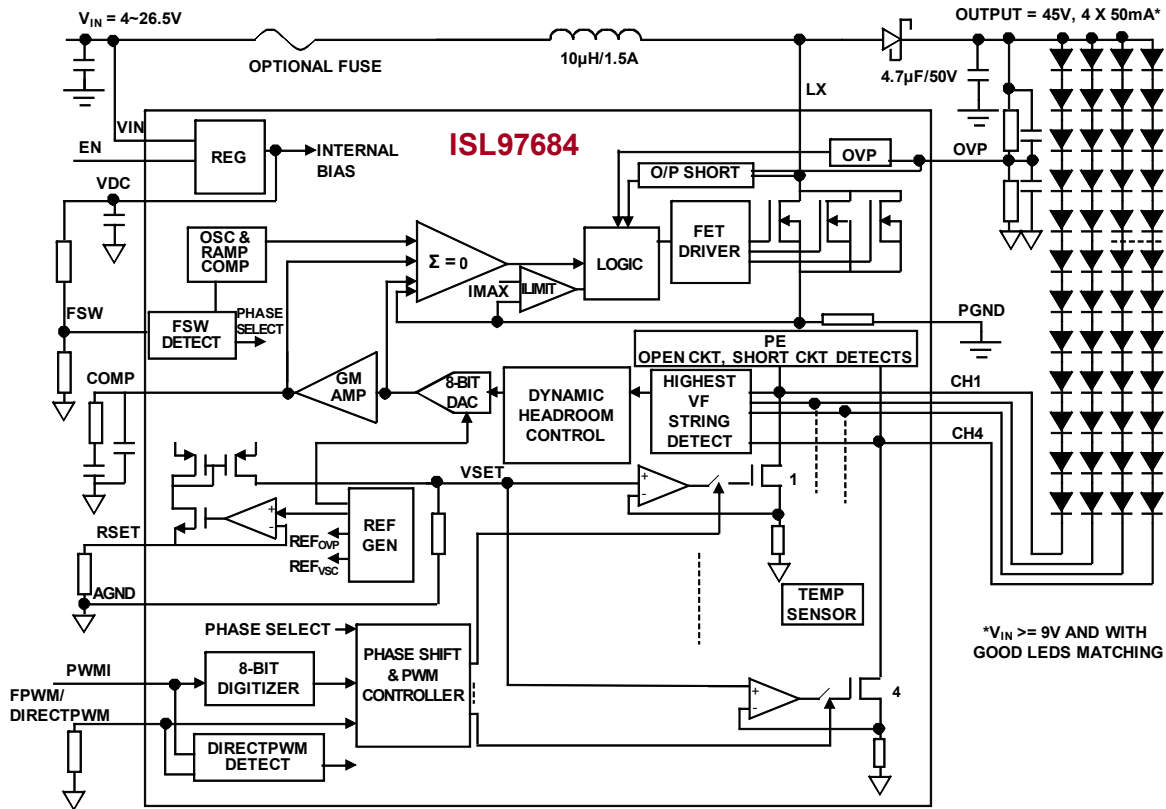 V_IN = 4~26.5V
OUTPUT = 45V, 4 X 50mA*
OPTIONAL FUSE
10µH/1.5A
4.7µF/50V
LX
VIN
ISL97684
EN
REG
INTERNAL
BIAS
OVP
OVP
O/P SHORT
VDC
OSC &
RAMP
COMP
Σ = 0
LOGIC
FET
DRIVER
IMAX
ILIMIT
FSW
FSW
DETECT
PHASE
SELECT
PGND
PE
OPEN CKT, SHORT CKT DETECTS
COMP
GM
AMP
8-BIT
DAC
DYNAMIC
HEADROOM
CONTROL
HIGHEST
VF
STRING
DETECT
CH1
CH4
VSET
+
-
1
RSET
+
-
REF
GEN
REF_OVP
REF_VSC
AGND
TEMP
SENSOR
PHASE SELECT
*V_IN >= 9V AND WITH
GOOD LEDS MATCHING
PWMI
8-BIT
DIGITIZER
PHASE SHIFT
& PWM
CONTROLLER
FPWM/
DIRECTPWM
+
-
4
DIRECTPWM
DETECT